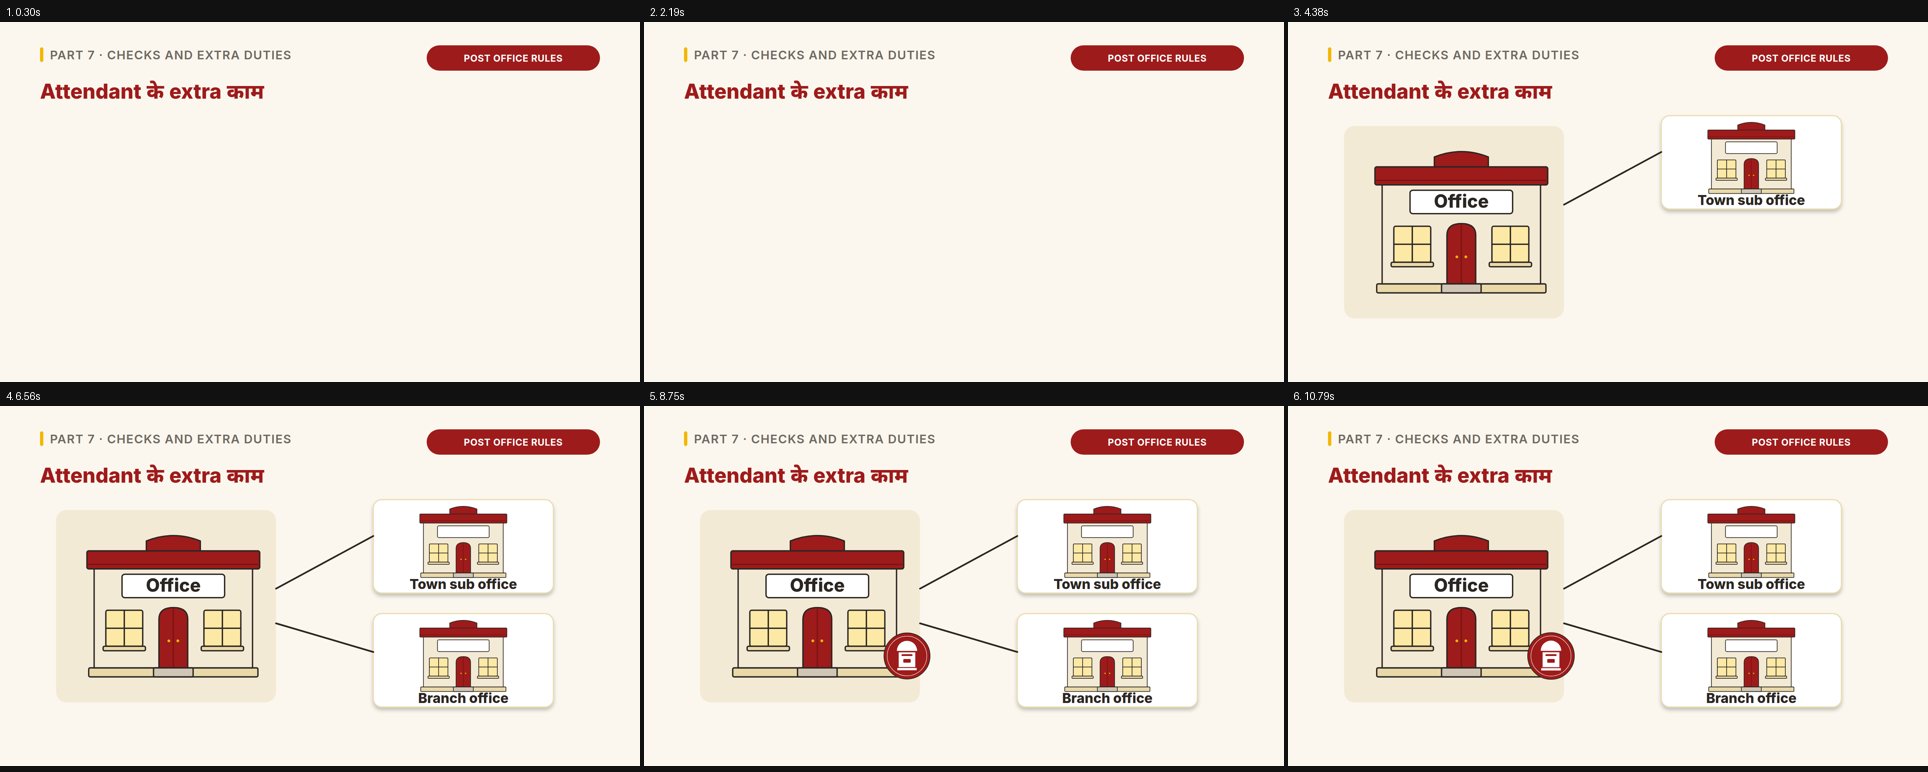 1. 0.30s
PART 7 · CHECKS AND EXTRA DUTIES
POST OFFICE RULES
Attendant के extra काम
2. 2.19s
PART 7 · CHECKS AND EXTRA DUTIES
POST OFFICE RULES
Attendant के extra काम
3. 4.38s
PART 7 · CHECKS AND EXTRA DUTIES
POST OFFICE RULES
Attendant के extra काम
Office
Town sub office
4. 6.56s
PART 7 · CHECKS AND EXTRA DUTIES
POST OFFICE RULES
Attendant के extra काम
Office
Town sub office
Branch office
5. 8.75s
PART 7 · CHECKS AND EXTRA DUTIES
POST OFFICE RULES
Attendant के extra काम
Office
Town sub office
Branch office
6. 10.79s
PART 7 · CHECKS AND EXTRA DUTIES
POST OFFICE RULES
Attendant के extra काम
Office
Town sub office
Branch office